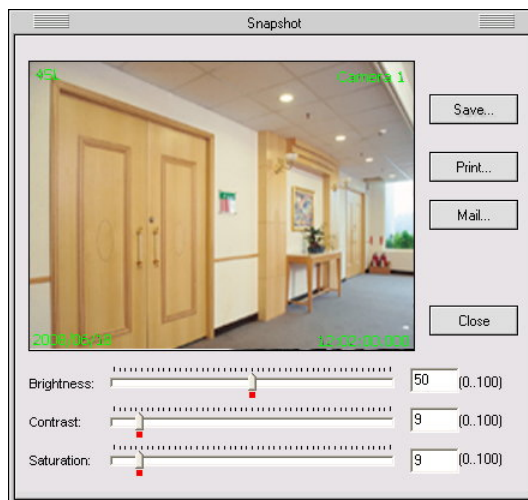 Snapshot
Camera 1
Save...
Print...
Mail...
Close
Brightness:
50
(0..100)
Contrast:
9
(0..100)
Saturation:
9
(0..100)